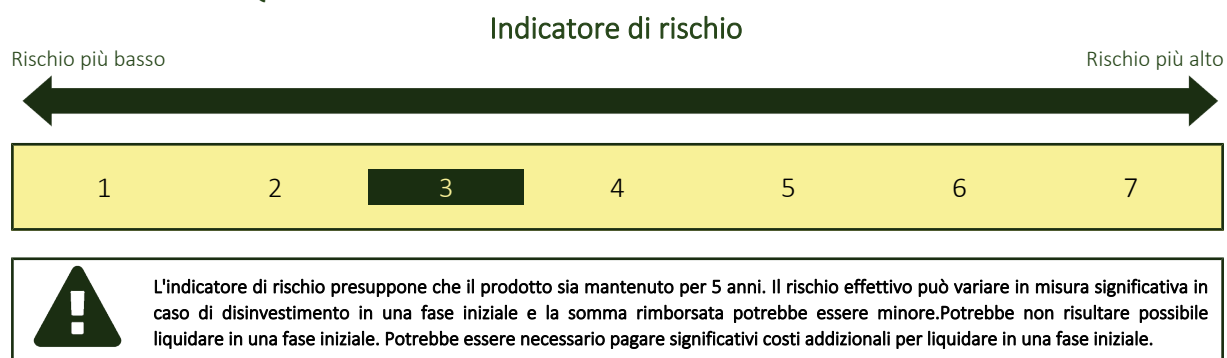 Indicatore di rischio
Rischio più basso
Rischio più alto
1 2 3 4 5 6 7
L'indicatore di rischio presuppone che il prodotto sia mantenuto per 5 anni. Il rischio effettivo può variare in misura significativa in
caso di disinvestimento in una fase iniziale e la somma rimborsata potrebbe essere minore.Potrebbe non risultare possibile
liquidare in una fase iniziale. Potrebbe essere necessario pagare significativi costi addizionali per liquidare in una fase iniziale.